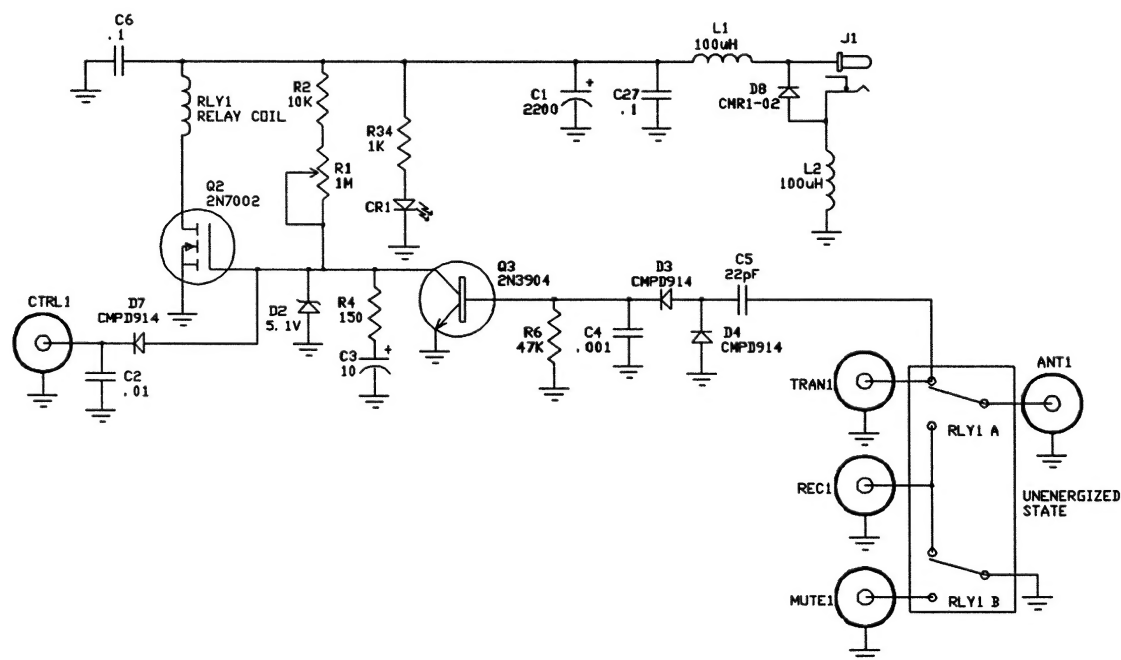 C6
.1
L1
100uH
J1
RLY1
RELAY COIL
R2
10K
R34
1K
C1
2200
+
C27
.1
D8
CMR1-02
Q2
2N7002
R1
1M
CR1
L2
100uH
CTRL1
D7
CMPD914
C2
.01
D2
5.1V
R4
150
C3
10
+
Q3
2N3904
R6
47K
C4
.001
D3
CMPD914
C5
22pF
D4
CMPD914
TRAN1
ANT1
RLY1 A
REC1
UNENERGIZED
STATE
MUTE1
RLY1 B